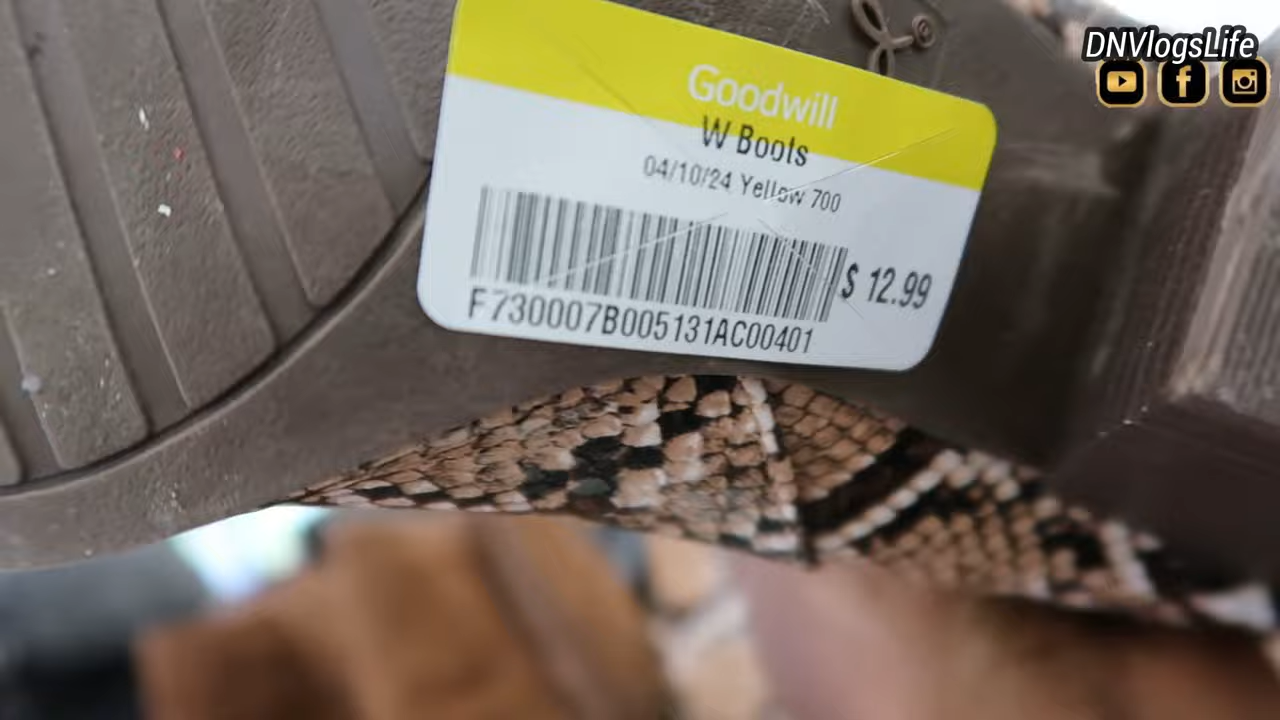 DNVlogsLife
Goodwill
W Boots
04/10/24 Yellow 700
$ 12.99
F730007B005131AC00401